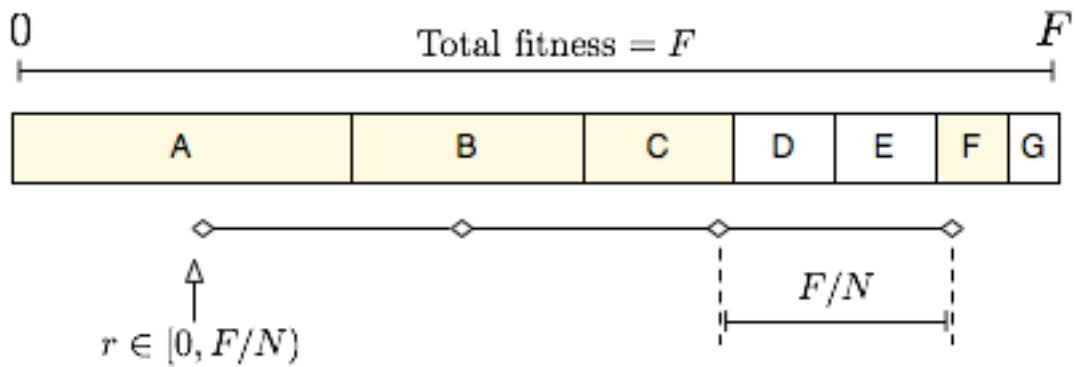 0 F
Total fitness = F
A B C D E F G
F/N
r ∈ [0, F/N)